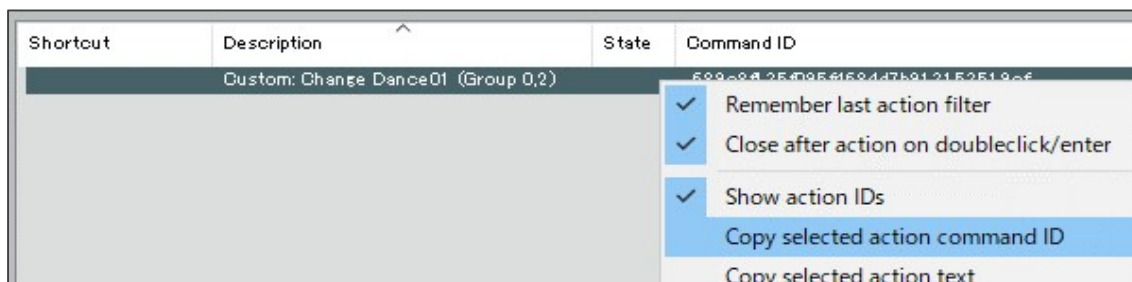 Shortcut Description State Command ID
Custom: Change Dance01 (Group 0,2)
Remember last action filter
Close after action on doubleclick/enter
Show action IDs
Copy selected action command ID
Copy selected action text